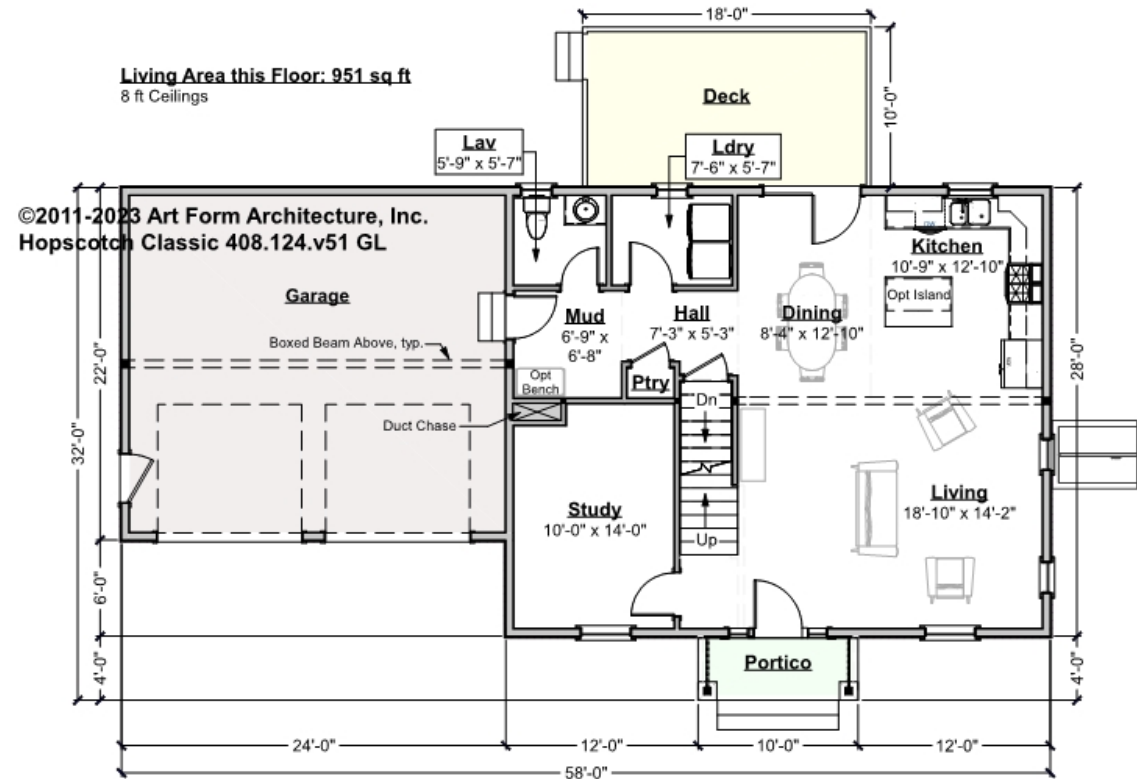 18'-0"
Living Area this Floor: 951 sq ft
8 ft Ceilings
Deck
10'-0"
Lav
5'-9" x 5'-7"
Ldry
7'-6" x 5'-7"
©2011-2023 Art Form Architecture, Inc.
Hopscotch Classic 408.124.v51 GL
DW
Kitchen
10'-9" x 12'-10"
Opt Island
Garage
Mud
6'-9" x
6'-8"
Hall
7'-3" x 5'-3"
Dining
8'-4" x 12'-10"
Boxed Beam Above, typ.
22'-0"
28'-0"
32'-0"
Opt
Bench
Ptry
Dn
Duct Chase
Study
10'-0" x 14'-0"
Living
18'-10" x 14'-2"
Up
6'-0"
4'-0"
Portico
4'-0"
24'-0"
12'-0"
10'-0"
12'-0"
58'-0"